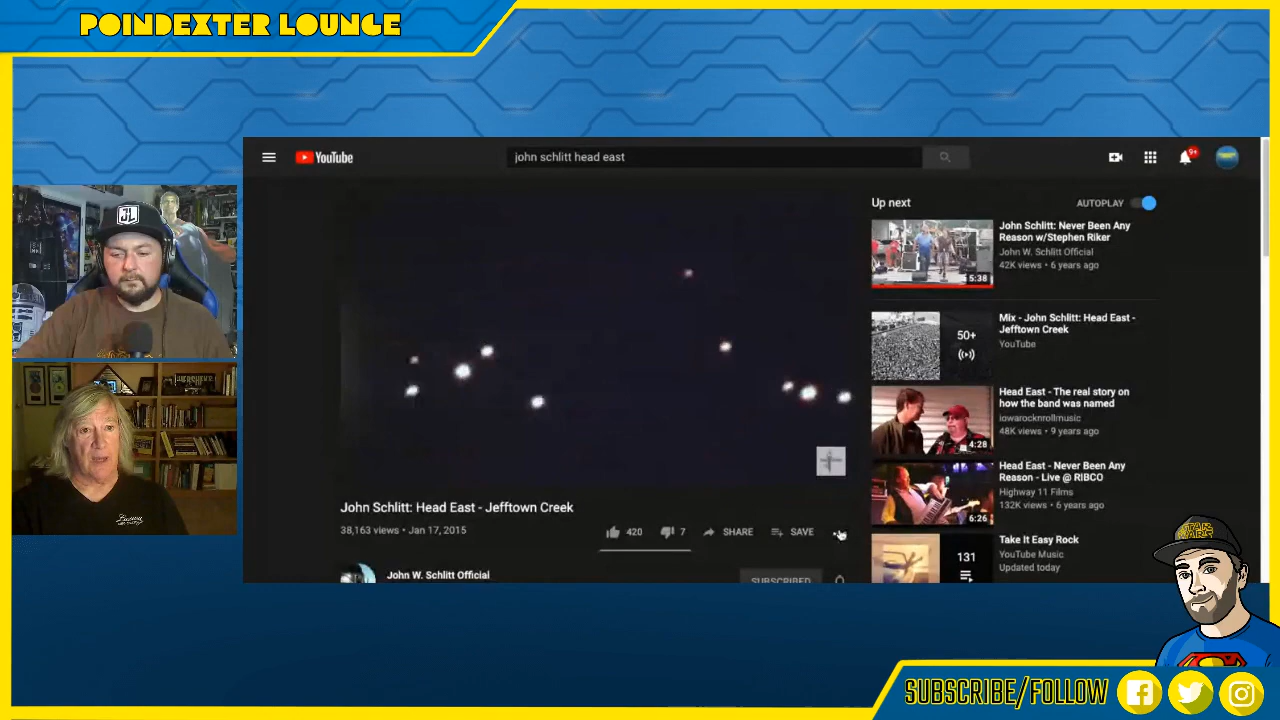 POINDEXTER LOUNGE
YouTube
john schlitt head east
9+
Up next
AUTOPLAY
JL
5:38
John Schlitt: Never Been Any
Reason w/Stephen Riker
John W. Schlitt Official
42K views • 6 years ago
50+
Mix - John Schlitt: Head East -
Jefftown Creek
YouTube
4:28
Head East - The real story on
how the band was named
iowarocknrollmusic
48K views • 9 years ago
6:26
Head East - Never Been Any
Reason - Live @ RIBCO
Highway 11 Films
132K views • 6 years ago
John Schlitt: Head East - Jefftown Creek
38,163 views • Jan 17, 2015
420
7
SHARE
SAVE
131
Take It Easy Rock
YouTube Music
Updated today
John W. Schlitt Official
SUBSCRIBED
STAR
WARS
SUBSCRIBE/FOLLOW